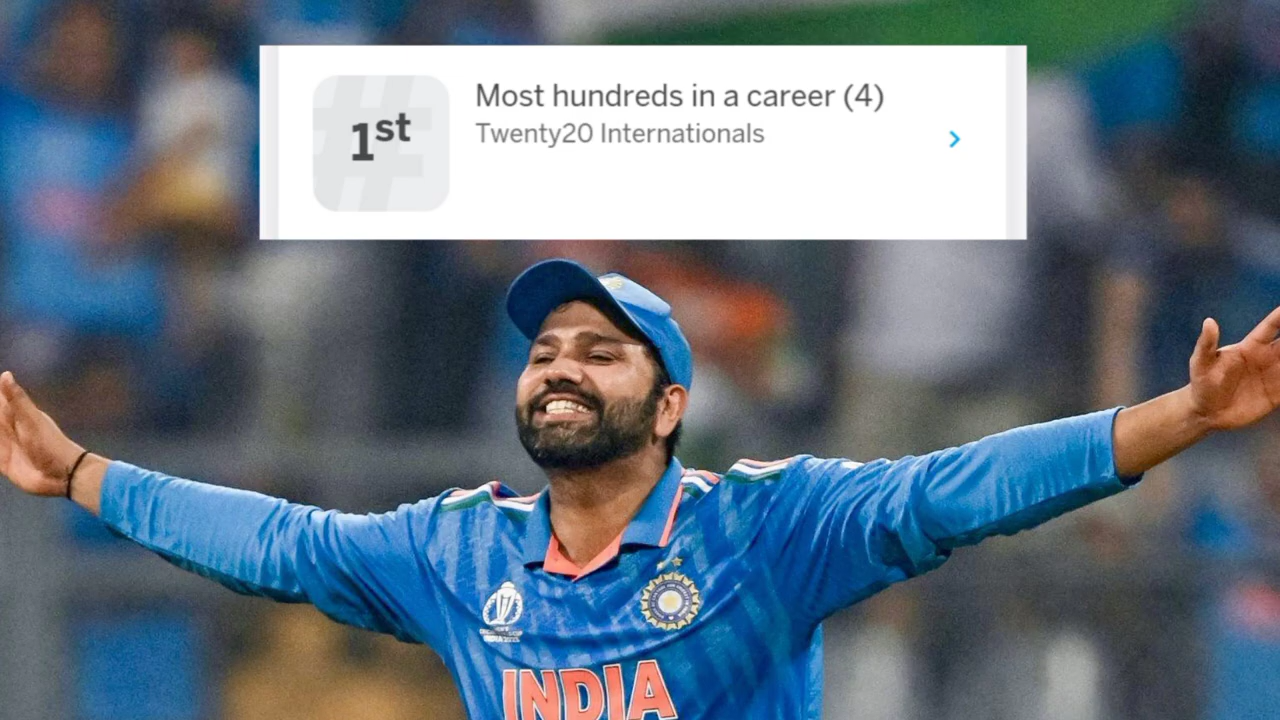 1st
Most hundreds in a career (4)
Twenty20 Internationals
INDIA